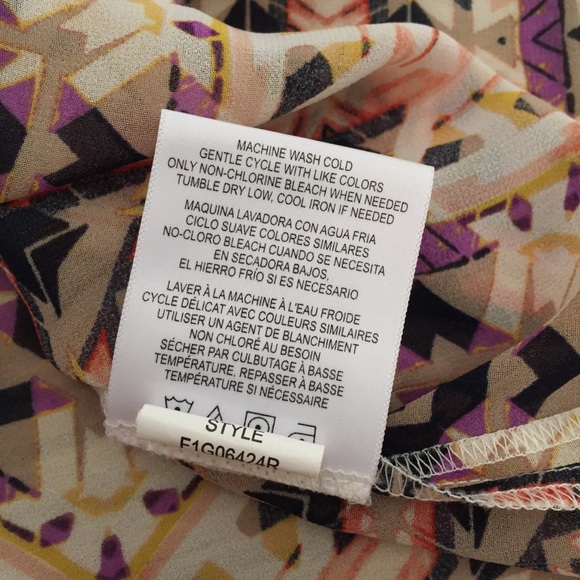 MACHINE WASH COLD
GENTLE CYCLE WITH LIKE COLORS
ONLY NON-CHLORINE BLEACH WHEN NEEDED
TUMBLE DRY LOW, COOL IRON IF NEEDED
MAQUINA LAVADORA CON AGUA FRIA
CICLO SUAVE COLORES SIMILARES
NO-CLORO BLEACH CUANDO SE NECESITA
EN SECADORA BAJOS,
EL HIERRO FRÍO SI ES NECESARIO
LAVER À LA MACHINE À L'EAU FROIDE
CYCLE DÉLICAT AVEC COULEURS SIMILAIRES
UTILISER UN AGENT DE BLANCHIMENT
NON CHLORÉ AU BESOIN
SÉCHER PAR CULBUTAGE À BASSE
TEMPÉRATURE. REPASSER À BASSE
TEMPÉRATURE SI NÉCESSAIRE
STYLE
F1G06424R